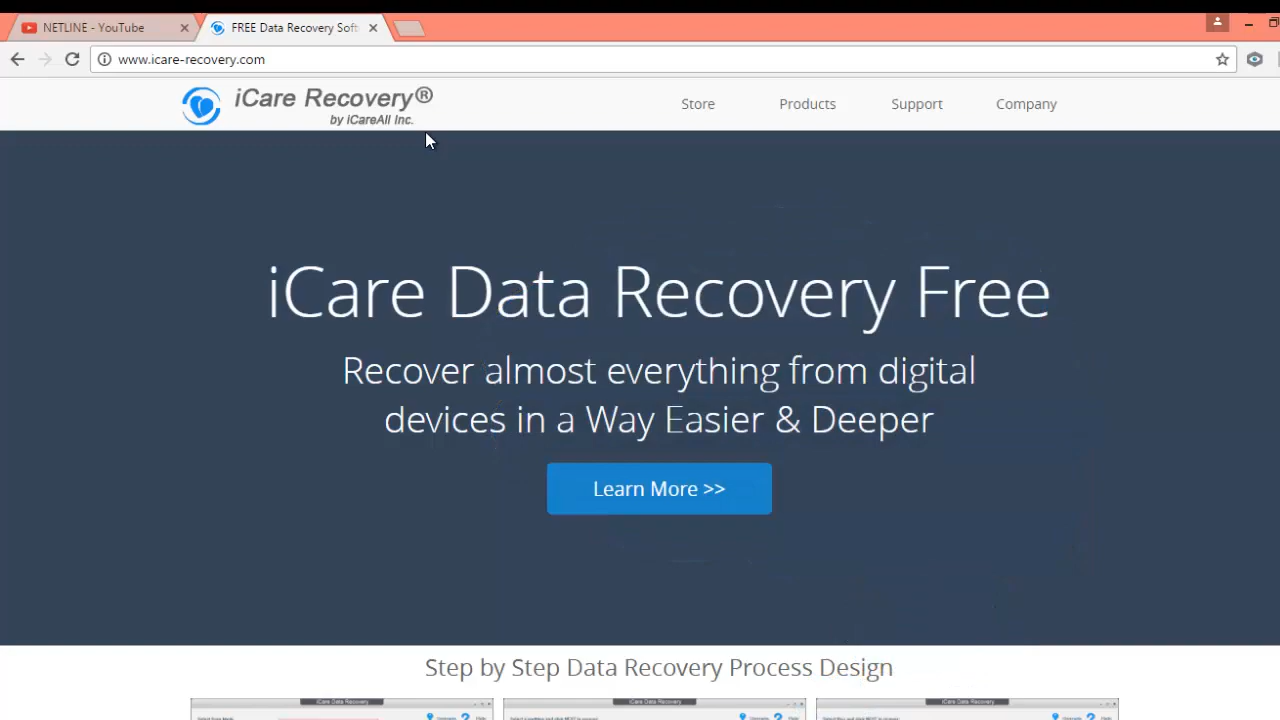 NETLINE - YouTube
FREE Data Recovery Soft
www.icare-recovery.com
iCare Recovery®
by iCareAll Inc.
Store
Products
Support
Company
iCare Data Recovery Free
Recover almost everything from digital
devices in a Way Easier & Deeper
Learn More >>
Step by Step Data Recovery Process Design
iCare Data Recovery
iCare Data Recovery
iCare Data Recovery